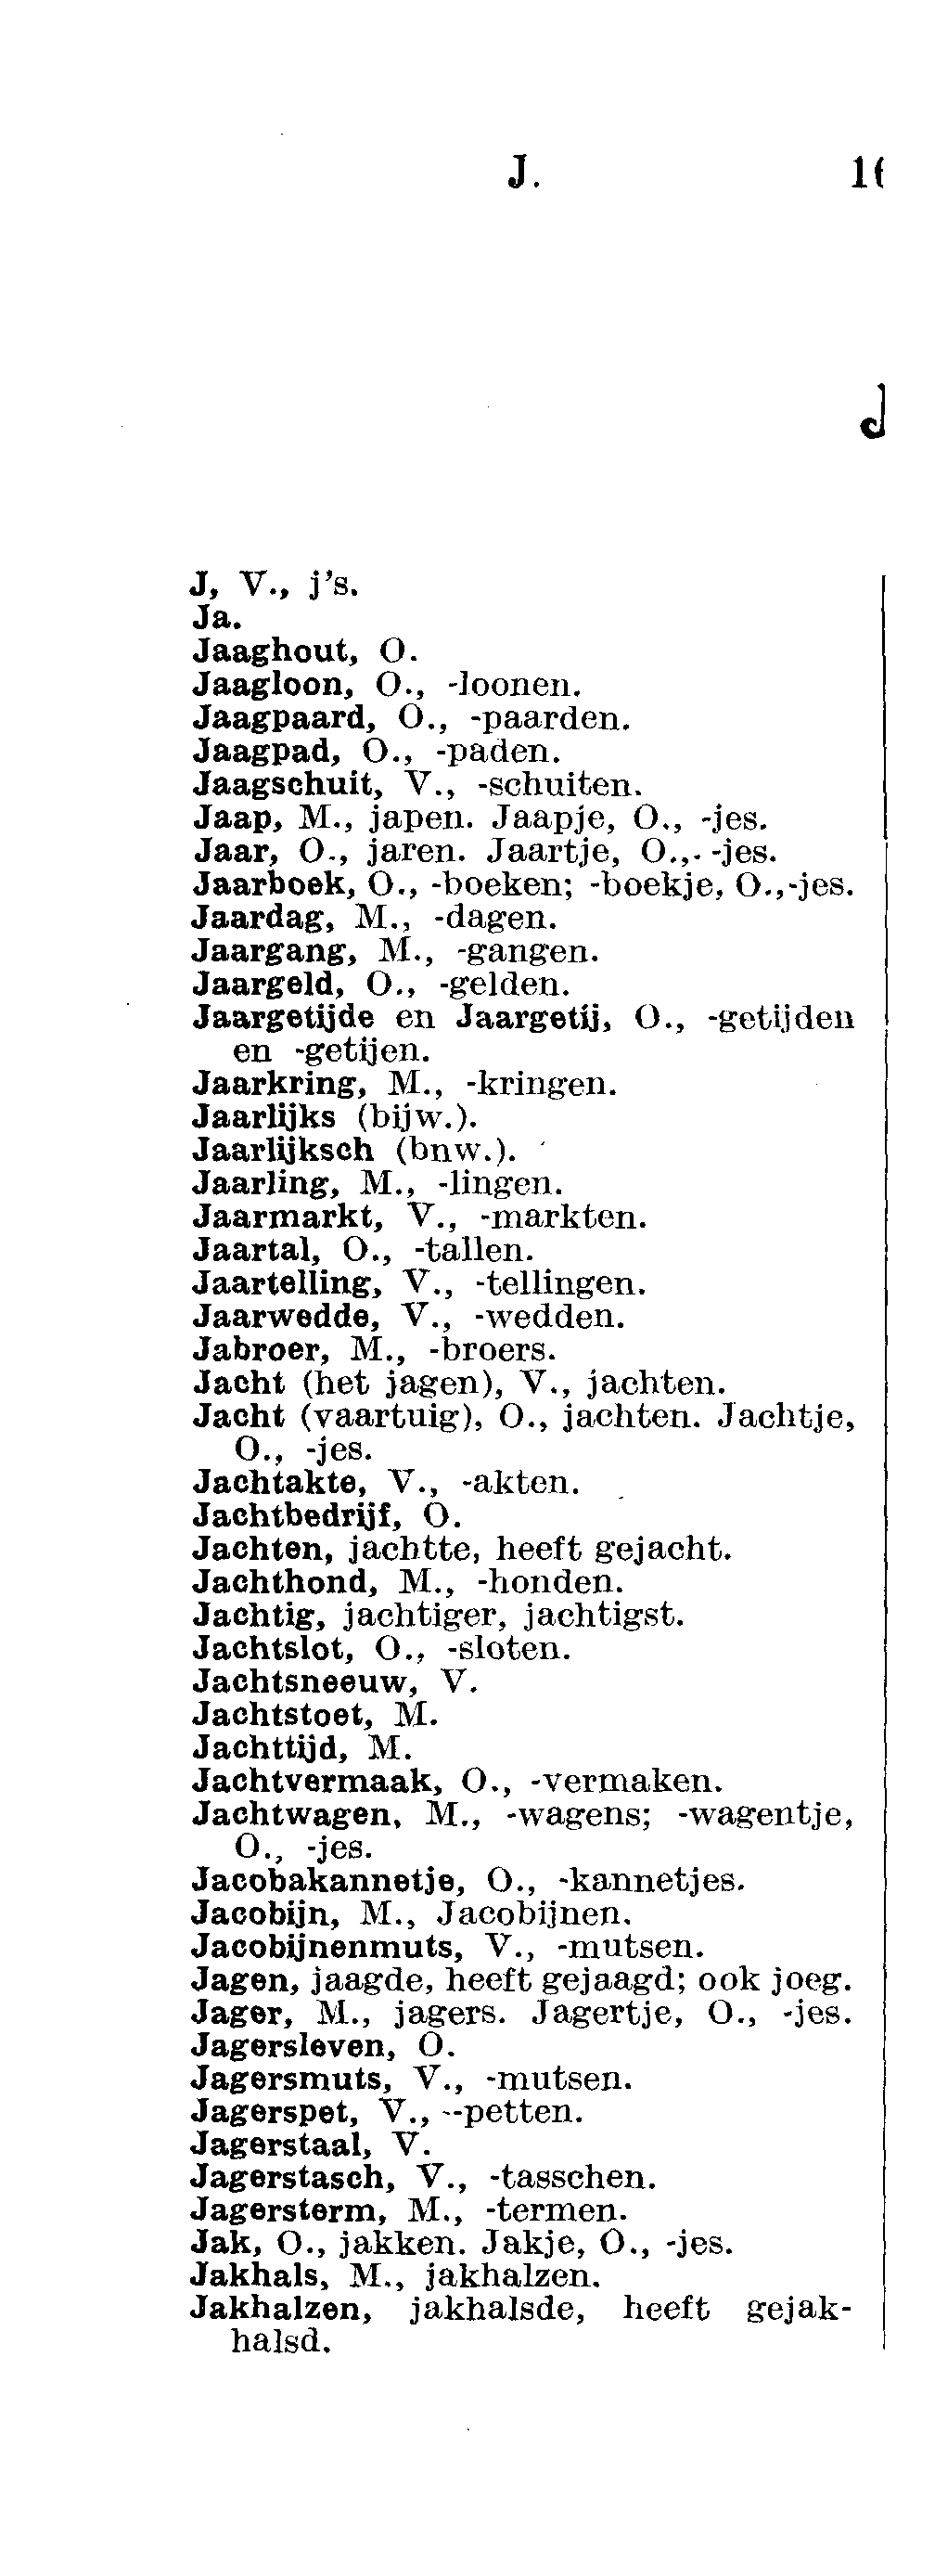 J.
J, V., j's.
Ja.
Jaaghout, O.
Jaagloon, O., -loonen.
Jaagpaard, O., -paarden.
Jaagpad, O., -paden.
Jaagschuit, V., -schuiten.
Jaap, M., japen. Jaapje, O., -jes.
Jaar, O., jaren. Jaartje, O.,. -jes.
Jaarboek, O., -boeken; -boekje, O.,-jes.
Jaardag, M., -dagen.
Jaargang, M., -gangen.
Jaargeld, O., -gelden.
Jaargetijde en Jaargetij, O., -getijden
en -getijen.
Jaarkring, M., -kringen.
Jaarlijks (bijw.).
Jaarlijksch (bnw.).
Jaarling, M., -lingen.
Jaarmarkt, V., -markten.
Jaartal, O., -tallen.
Jaartelling, V., -tellingen.
Jaarwedde, V., -wedden.
Jabroer, M., -broers.
Jacht (het jagen), V., jachten.
Jacht (vaartuig), O., jachten. Jachtje,
O., -jes.
Jachtakte, V., -akten.
Jachtbedrijf, O.
Jachten, jachtte, heeft gejacht.
Jachthond, M., -honden.
Jachtig, jachtiger, jachtigst.
Jachtslot, O., -sloten.
Jachtsneeuw, V.
Jachtstoet, M.
Jachttijd, M.
Jachtvermaak, O., -vermaken.
Jachtwagen, M., -wagens; -wagentje,
O., -jes.
Jacobakannetje, O., -kannetjes.
Jacobijn, M., Jacobijnen.
Jacobijnenmuts, V., -mutsen.
Jagen, jaagde, heeft gejaagd; ook joeg.
Jager, M., jagers. Jagertje, O., -jes.
Jagersleven, O.
Jagersmuts, V., -mutsen.
Jagerspet, V., --petten.
Jagerstaal, V.
Jagerstasch, V., -tasschen.
Jagersterm, M., -termen.
Jak, O., jakken. Jakje, O., -jes.
Jakhals, M., jakhalzen.
Jakhalzen, jakhalsde, heeft gejak-
halsd.